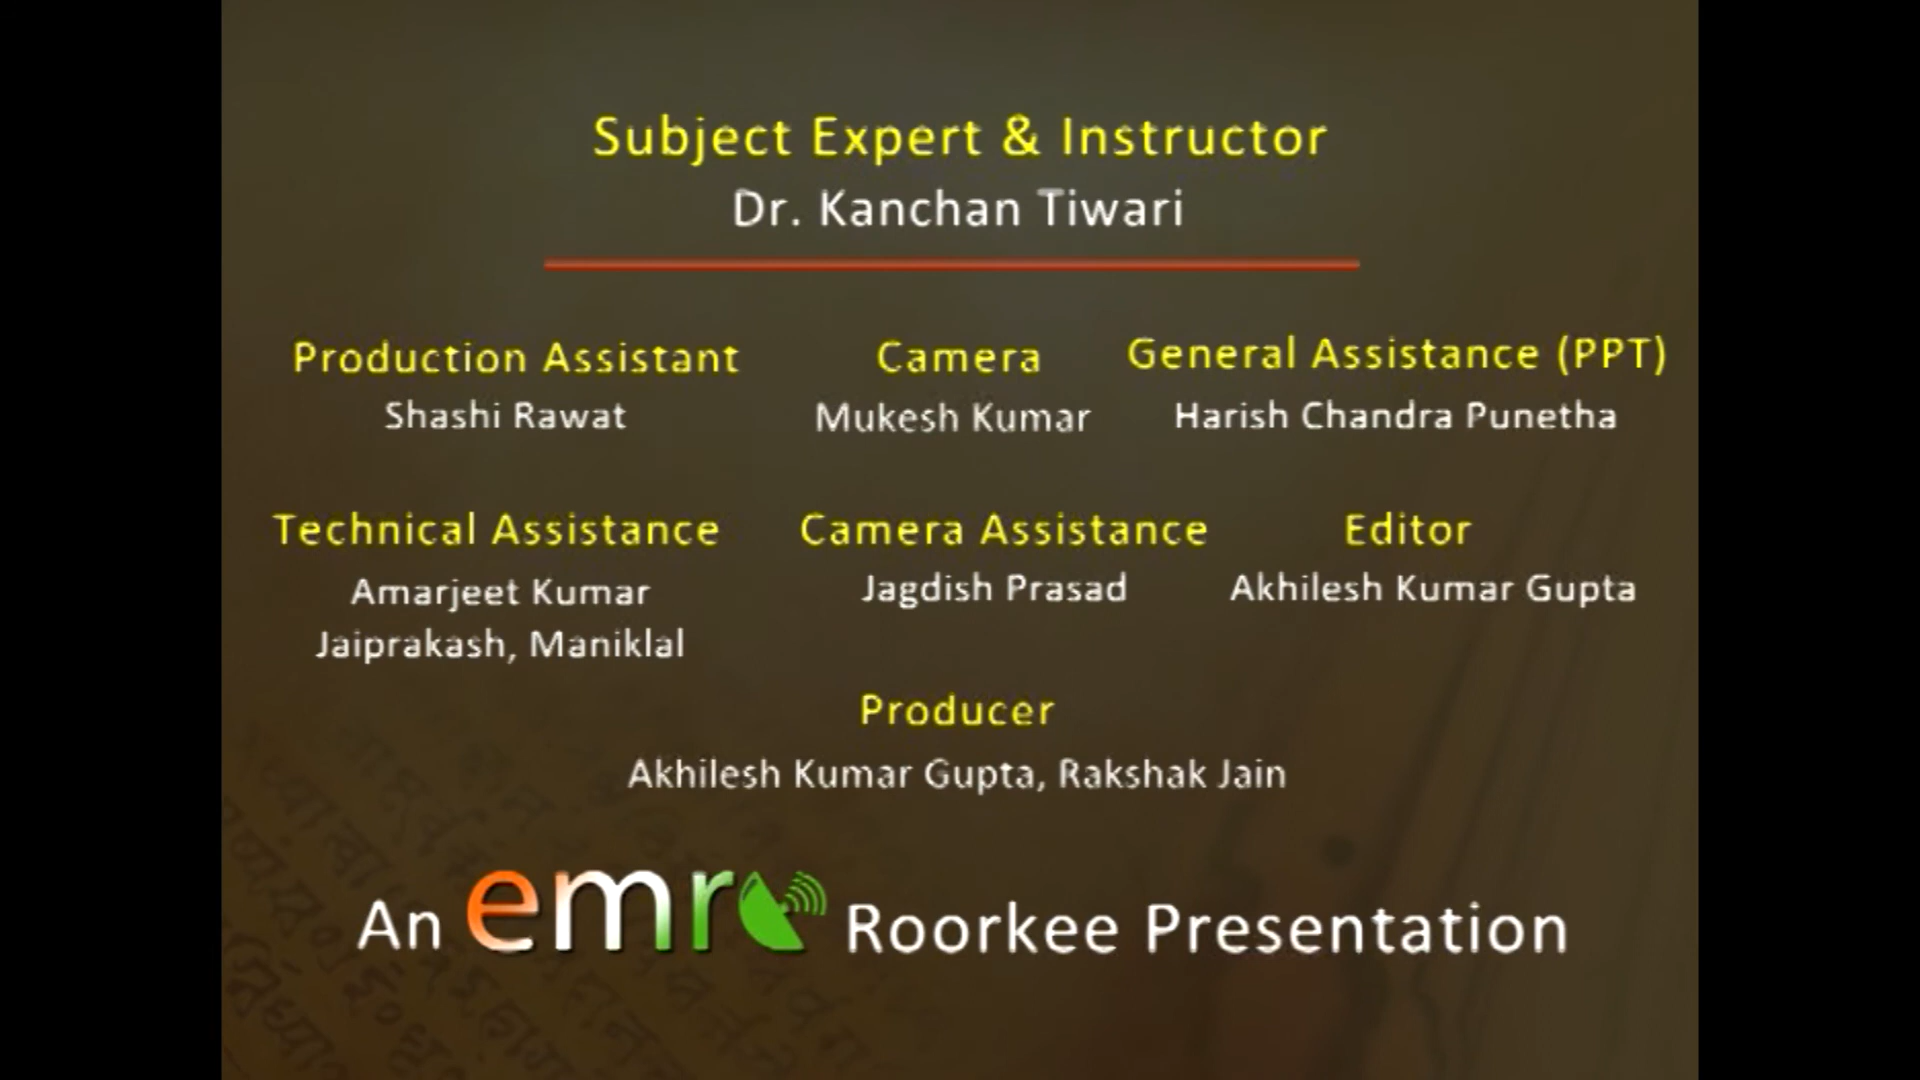 Subject Expert & Instructor
Dr. Kanchan Tiwari
Production Assistant
Shashi Rawat
Camera
Mukesh Kumar
General Assistance (PPT)
Harish Chandra Punetha
Technical Assistance
Amarjeet Kumar
Jaiprakash, Maniklal
Camera Assistance
Jagdish Prasad
Editor
Akhilesh Kumar Gupta
Producer
Akhilesh Kumar Gupta, Rakshak Jain
An emrc Roorkee Presentation